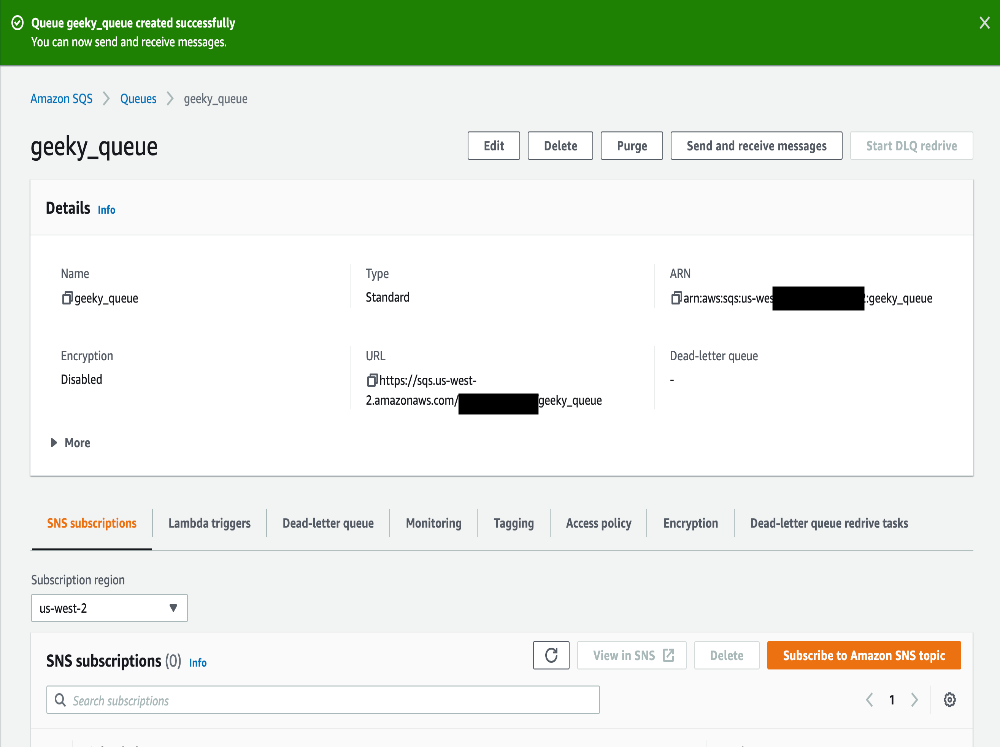 Queue geeky_queue created successfully
You can now send and receive messages.
Amazon SQS > Queues > geeky_queue
geeky_queue
Edit Delete Purge Send and receive messages Start DLQ redrive
Details Info
Name Type ARN
geeky_queue Standard arn:aws:sqs:us-wes :geeky_queue
Encryption URL Dead-letter queue
Disabled https://sqs.us-west- -
2.amazonaws.com/ geeky_queue
More
SNS subscriptions Lambda triggers Dead-letter queue Monitoring Tagging Access policy Encryption Dead-letter queue redrive tasks
Subscription region
us-west-2
SNS subscriptions (0) Info View in SNS Delete Subscribe to Amazon SNS topic
Search subscriptions 1